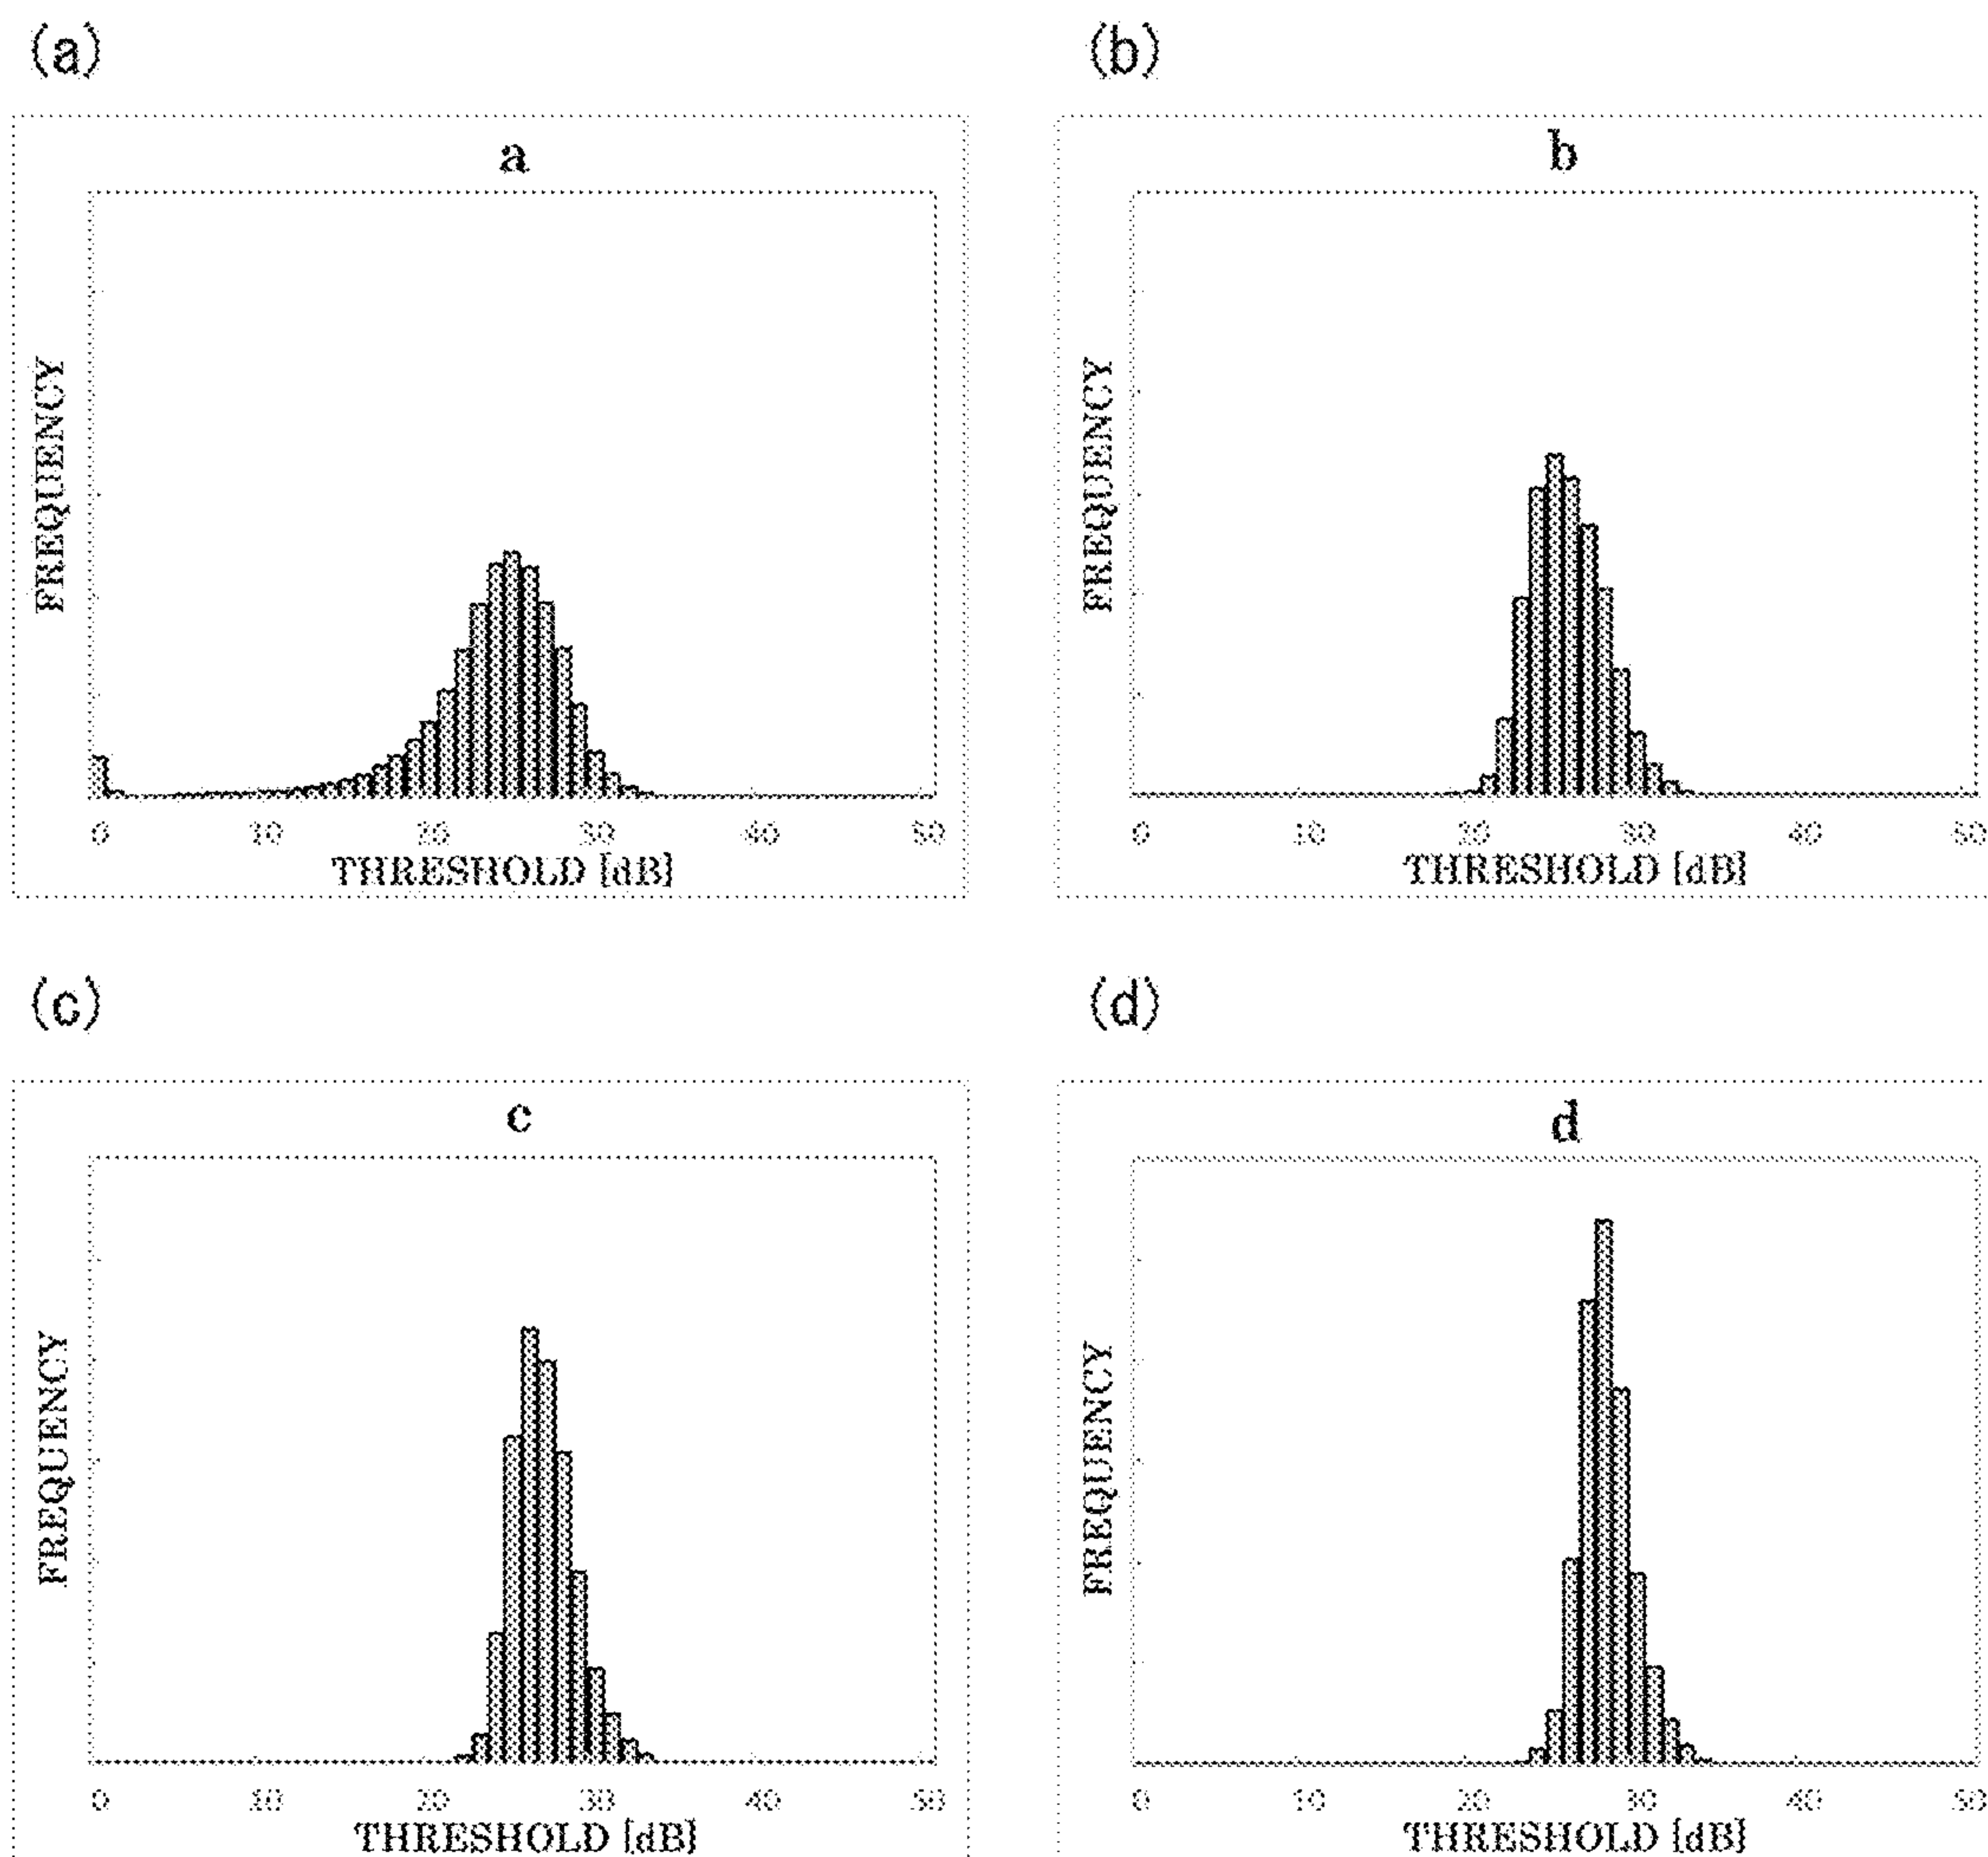 (a)
(b)
a
FREQUENCY
0 10 20 30 40 50
THRESHOLD [dB]
b
FREQUENCY
0 10 20 30 40 50
THRESHOLD [dB]
(c)
(d)
c
FREQUENCY
0 10 20 30 40 50
THRESHOLD [dB]
d
FREQUENCY
0 10 20 30 40 50
THRESHOLD [dB]